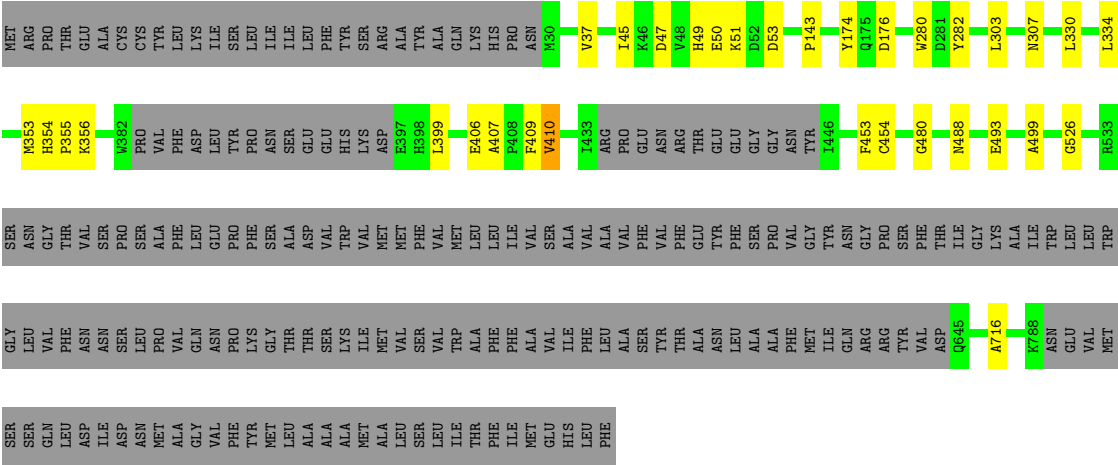 MET ARG PRO THR GLU ALA CYS CYS TYR LEU LYS ILE SER LEU ILE ILE LEU PHE TYR SER ARG ALA TYR ALA GLN LYS HIS PRO ASN M30 V37 I45 K46 D47 V48 H49 E50 K51 D52 D53 P143 Y174 Q175 D176 W280 D281 Y282 L303 N307 L330 L334
M353 H354 P355 K356 W382 PRO VAL PHE ASP LEU TYR PRO ASN SER GLU GLU HIS LYS ASP E397 H398 L399 E406 A407 P408 F409 V410 I433 ARG PRO GLU ASN ARG THR GLU GLU GLY GLY ASN TYR I446 F453 C454 G480 N488 E493 A499 G526 R533
SER ASN GLY THR VAL SER PRO SER ALA PHE LEU GLU PRO PHE SER ALA ASP VAL TRP VAL MET MET PHE VAL MET LEU LEU ILE VAL SER ALA VAL ALA VAL PHE VAL PHE GLU TYR PHE SER PRO VAL GLY TYR ASN GLY PRO SER PHE THR ILE GLY LYS ALA ILE TRP LEU LEU TRP
GLY LEU VAL PHE ASN ASN SER LEU PRO VAL GLN ASN PRO LYS GLY THR THR SER LYS ILE MET VAL SER VAL TRP ALA PHE PHE ALA VAL ILE PHE LEU ALA SER TYR THR ALA ASN LEU ALA ALA PHE MET ILE GLN ARG ARG TYR VAL ASP Q645 A716 K788 ASN GLU VAL MET
SER SER GLN LEU ASP ILE ASP ASN MET ALA GLY VAL PHE TYR MET LEU ALA ALA ALA MET ALA LEU SER LEU ILE THR PHE ILE MET GLU HIS LEU PHE